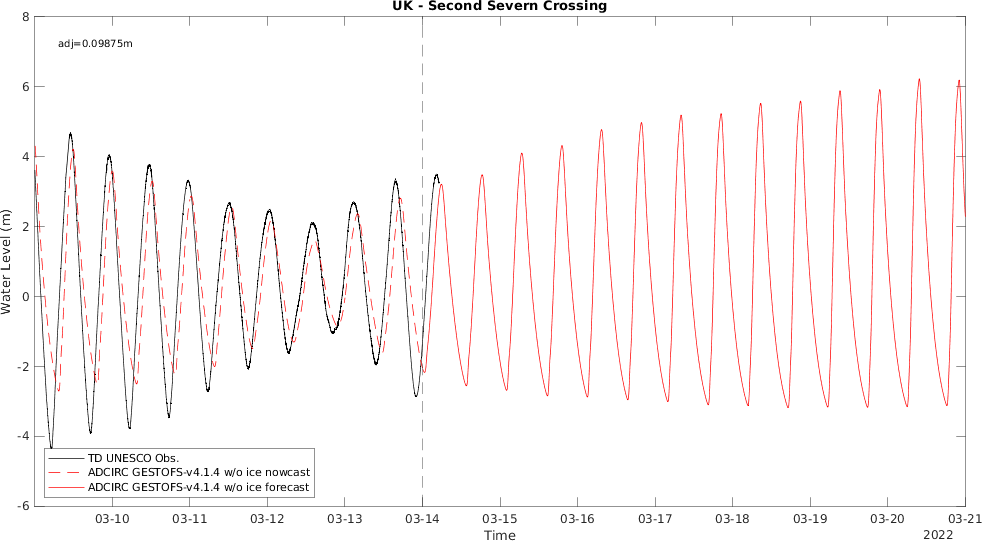 UK - Second Severn Crossing
8
6
4
2
0
-2
-4
-6
Water Level (m)
adj=0.09875m
TD UNESCO Obs.
ADCIRC GESTOFS-v4.1.4 w/o ice nowcast
ADCIRC GESTOFS-v4.1.4 w/o ice forecast
03-10 03-11 03-12 03-13 03-14 03-15 03-16 03-17 03-18 03-19 03-20 03-21
Time
2022